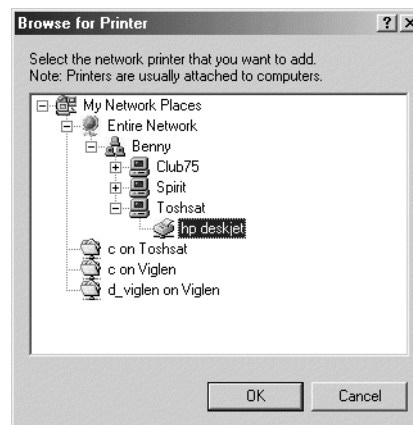 Browse for Printer
Select the network printer that you want to add.
Note: Printers are usually attached to computers.
My Network Places
Entire Network
Benny
Club75
Spirit
Toshsat
hp deskjet
c on Toshsat
c on Viglen
d_viglen on Viglen
OK Cancel